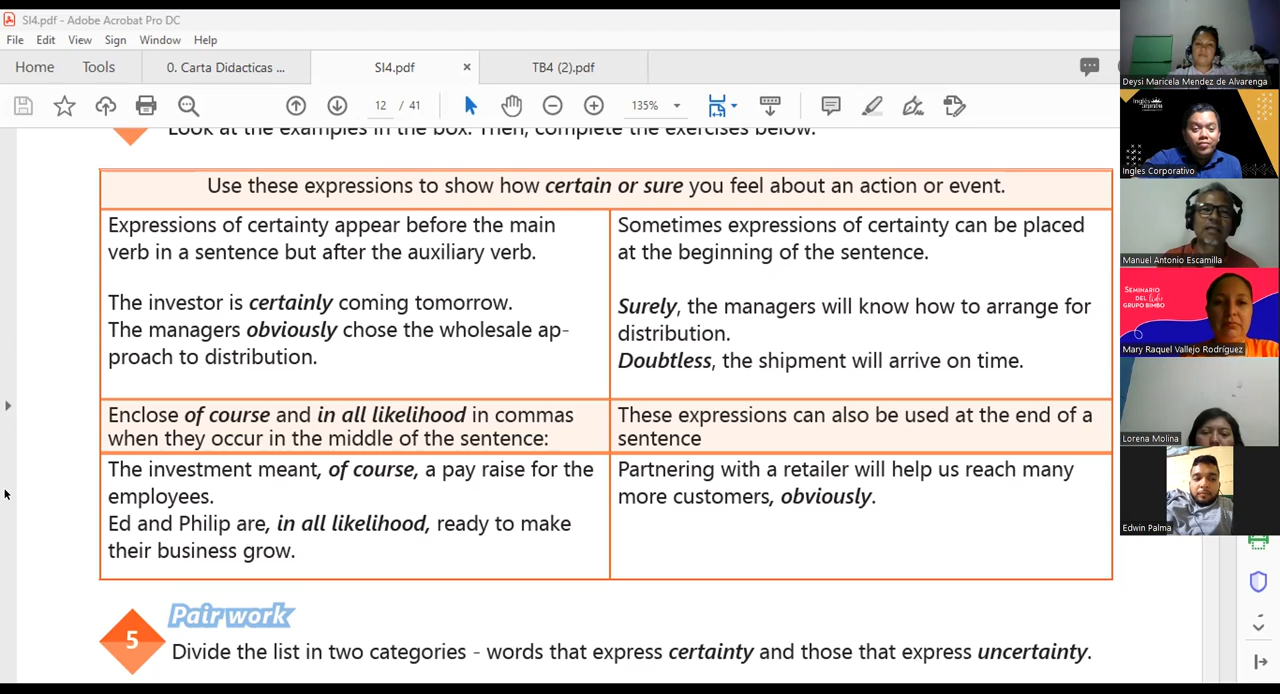 SI4.pdf - Adobe Acrobat Pro DC
File Edit View Sign Window Help
Home Tools 0. Carta Didacticas ... SI4.pdf × TB4 (2).pdf
12 / 41 135%
Look at the examples in the box. Then, complete the exercises below.
Use these expressions to show how certain or sure you feel about an action or event.
Expressions of certainty appear before the main
verb in a sentence but after the auxiliary verb.
The investor is certainly coming tomorrow.
The managers obviously chose the wholesale ap-
proach to distribution.
Sometimes expressions of certainty can be placed
at the beginning of the sentence.
Surely, the managers will know how to arrange for
distribution.
Doubtless, the shipment will arrive on time.
Enclose of course and in all likelihood in commas
when they occur in the middle of the sentence:
These expressions can also be used at the end of a
sentence
The investment meant, of course, a pay raise for the
employees.
Ed and Philip are, in all likelihood, ready to make
their business grow.
Partnering with a retailer will help us reach many
more customers, obviously.
Pair work
5
Divide the list in two categories - words that express certainty and those that express uncertainty.
Deysi Maricela Mendez de Alvarenga
Ingles Corporativo
Manuel Antonio Escamilla
SEMINARIO
DEL
GRUPO BIMBO
Mary Raquel Vallejo Rodríguez
Lorena Molina
Edwin Palma